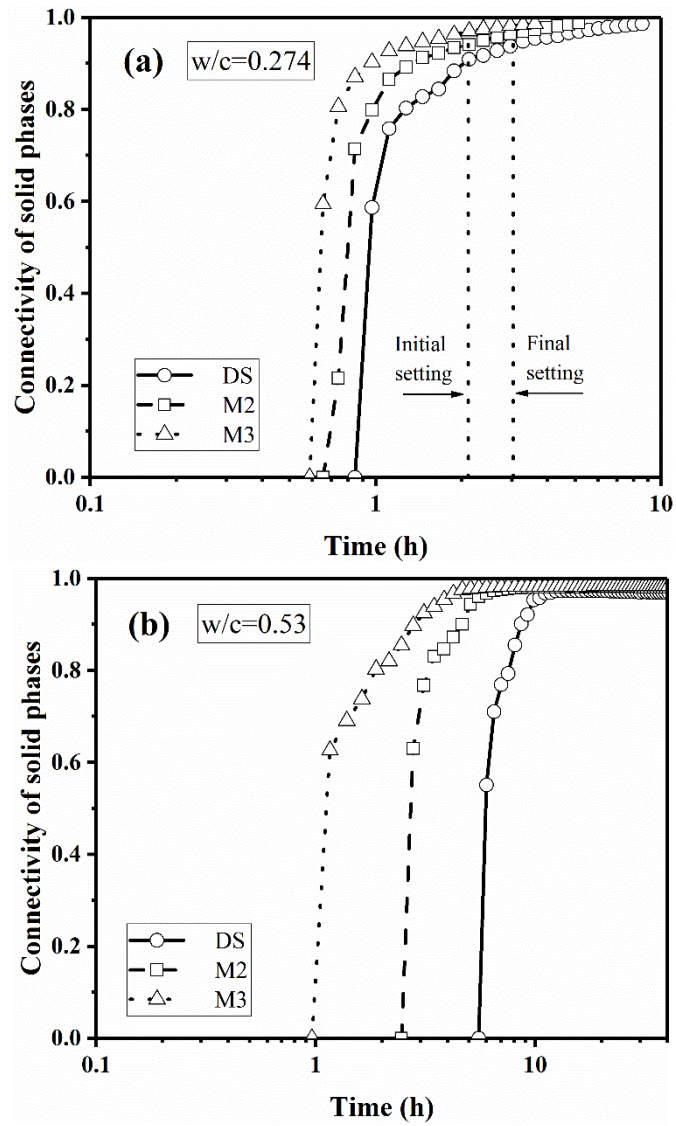 (a)
w/c=0.274
Connectivity of solid phases
1.0
0.8
0.6
0.4
0.2
0.0
Initial
setting
Final
setting
DS
M2
M3
0.1
1
10
Time (h)
(b)
w/c=0.53
Connectivity of solid phases
1.0
0.8
0.6
0.4
0.2
0.0
DS
M2
M3
0.1
1
10
Time (h)